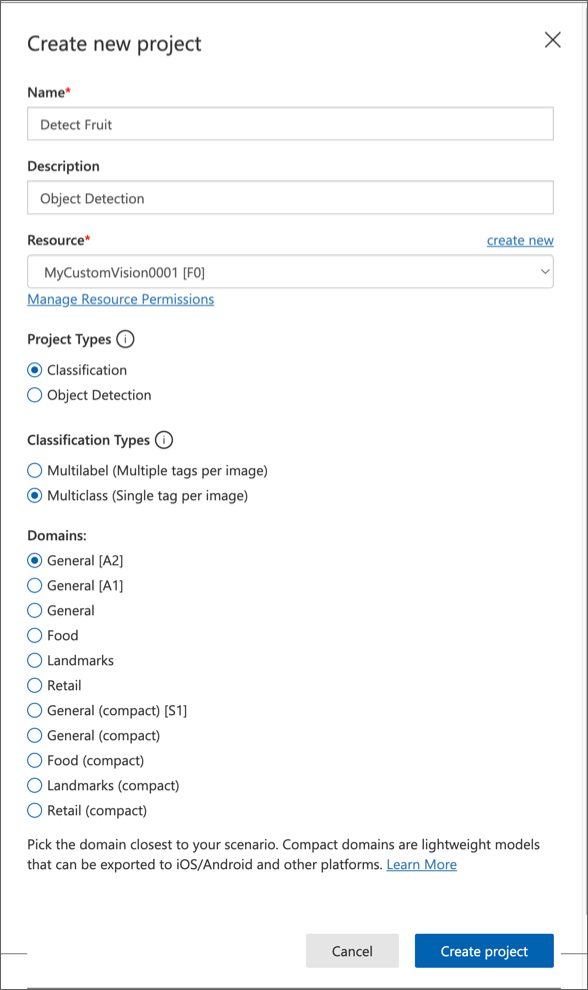 Create new project
Name*
Detect Fruit
Description
Object Detection
Resource*
create new
MyCustomVision0001 [F0]
Manage Resource Permissions
Project Types
Classification
Object Detection
Classification Types
Multilabel (Multiple tags per image)
Multiclass (Single tag per image)
Domains:
General [A2]
General [A1]
General
Food
Landmarks
Retail
General (compact) [S1]
General (compact)
Food (compact)
Landmarks (compact)
Retail (compact)
Pick the domain closest to your scenario. Compact domains are lightweight models
that can be exported to iOS/Android and other platforms. Learn More
Cancel
Create project